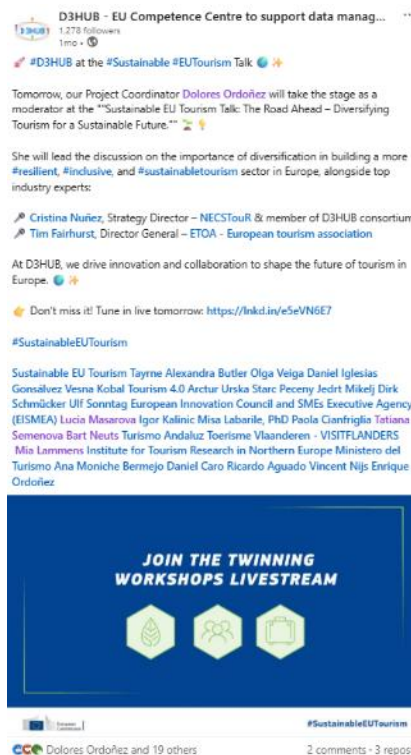 D3HUB - EU Competence Centre to support data manag...
1,278 followers
1mo •
#D3HUB at the #Sustainable #EUTourism Talk
Tomorrow, our Project Coordinator Dolores Ordoñez will take the stage as a
moderator at the ""Sustainable EU Tourism Talk: The Road Ahead – Diversifying
Tourism for a Sustainable Future.""
She will lead the discussion on the importance of diversification in building a more
#resilient, #inclusive, and #sustainabletourism sector in Europe, alongside top
industry experts:
Cristina Nuñez, Strategy Director – NECSTouR & member of D3HUB consortium
Tim Fairhurst, Director General – ETOA - European tourism association
At D3HUB, we drive innovation and collaboration to shape the future of tourism in
Europe.
Don't miss it! Tune in live tomorrow: https://lnkd.in/e5eVN6E7
#SustainableEUTourism
Sustainable EU Tourism Tayrne Alexandra Butler Olga Veiga Daniel Iglesias
Gonsálvez Vesna Kobal Tourism 4.0 Arctur Urska Starc Peceny Jedrt Mikelj Dirk
Schmücker Ulf Sonntag European Innovation Council and SMEs Executive Agency
(EISMEA) Lucia Masarova Igor Kalinic Misa Labarile, PhD Paola Cianfriglia Tatiana
Semenova Bart Neuts Turismo Andaluz Toerisme Vlaanderen - VISITFLANDERS
Mia Lammens Institute for Tourism Research in Northern Europe Ministero del
Turismo Ana Moniche Bermejo Daniel Caro Ricardo Aguado Vincent Nijs Enrique
Ordoñez
JOIN THE TWINNING
WORKSHOPS LIVESTREAM
European
Commission
#SustainableEUTourism
Dolores Ordoñez and 19 others
2 comments • 3 repos